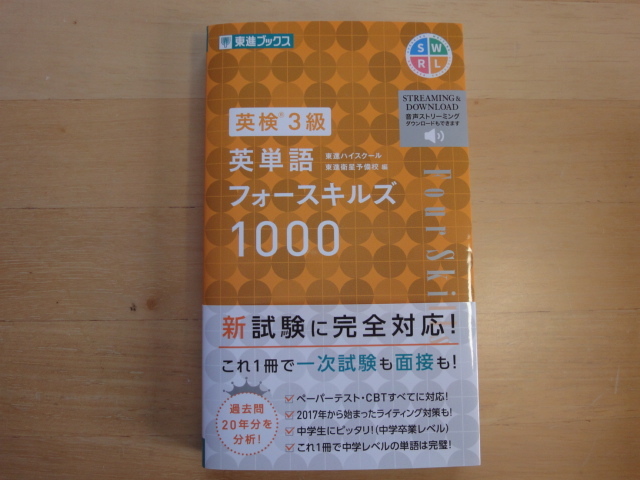 東進ブックス
S W
R L
STREAMING &
DOWNLOAD
音声ストリーミング
ダウンロードもできます
英検®3級
英単語
東進ハイスクール
東進衛星予備校 編
フォースキルズ
1000
Four Ski
新試験に完全対応!
これ1冊で一次試験も面接も!
過去問
20年分を
分析!
ペーパーテスト・CBTすべてに対応!
2017年から始まったライティング対策も!
中学生にピッタリ!(中学卒業レベル)
これ1冊で中学レベルの単語は完璧!